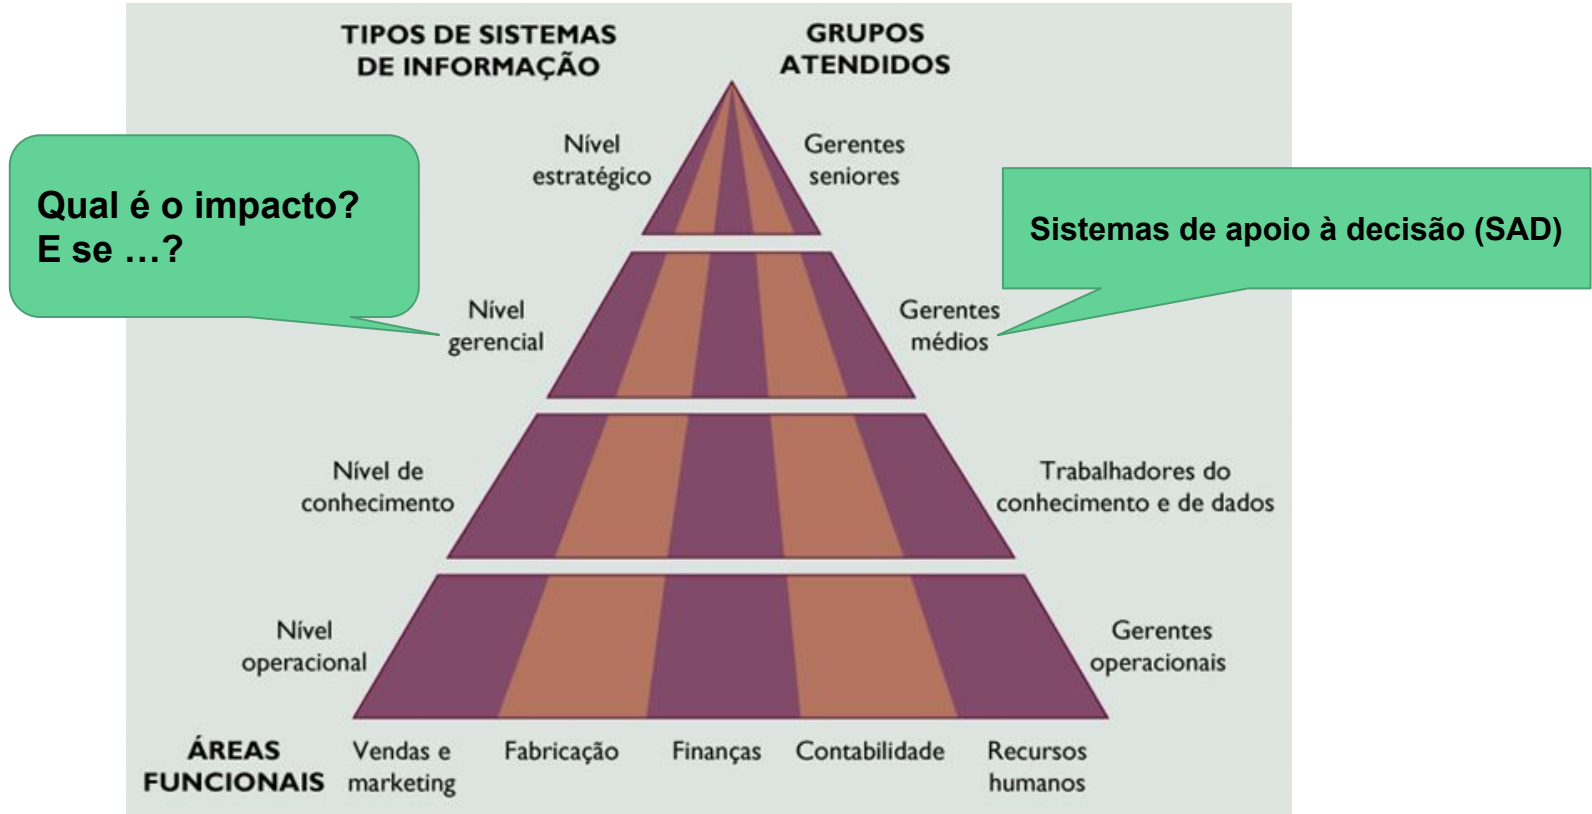 TIPOS DE SISTEMAS
DE INFORMAÇÃO
GRUPOS
ATENDIDOS
Nível
estratégico
Gerentes
seniores
Qual é o impacto?
E se …?
Sistemas de apoio à decisão (SAD)
Nível
gerencial
Gerentes
médios
Nível de
conhecimento
Trabalhadores do
conhecimento e de dados
Nível
operacional
Gerentes
operacionais
ÁREAS
FUNCIONAIS
Vendas e
marketing
Fabricação
Finanças
Contabilidade
Recursos
humanos